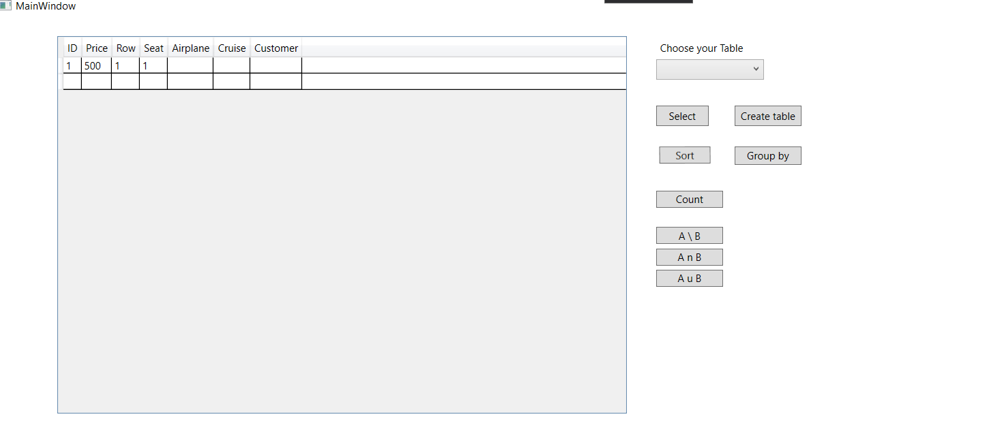 MainWindow
ID Price Row Seat Airplane Cruise Customer
1 500 1 1
Choose your Table
Select Create table
Sort Group by
Count
A \ B
A n B
A u B